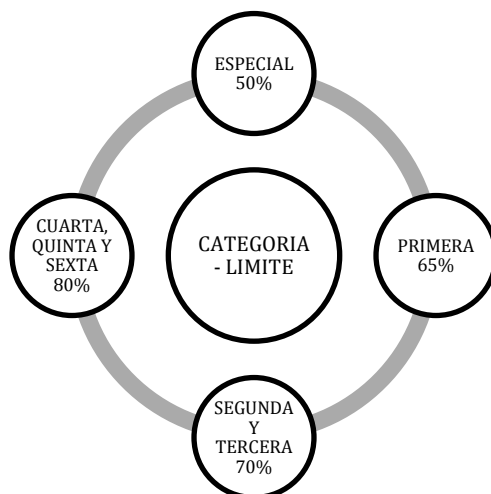 ESPECIAL
50%
CUARTA,
QUINTA Y
SEXTA
80%
CATEGORIA
- LIMITE
PRIMERA
65%
SEGUNDA
Y
TERCERA
70%